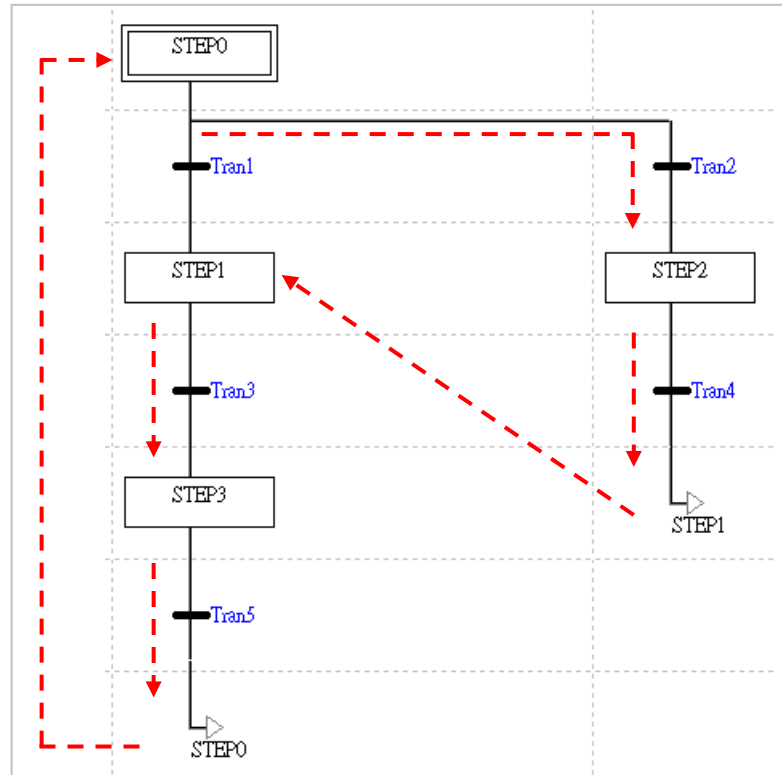 STEP0
Tran1
Tran2
STEP1
STEP2
Tran3
Tran4
STEP3
STEP1
Tran5
STEP0